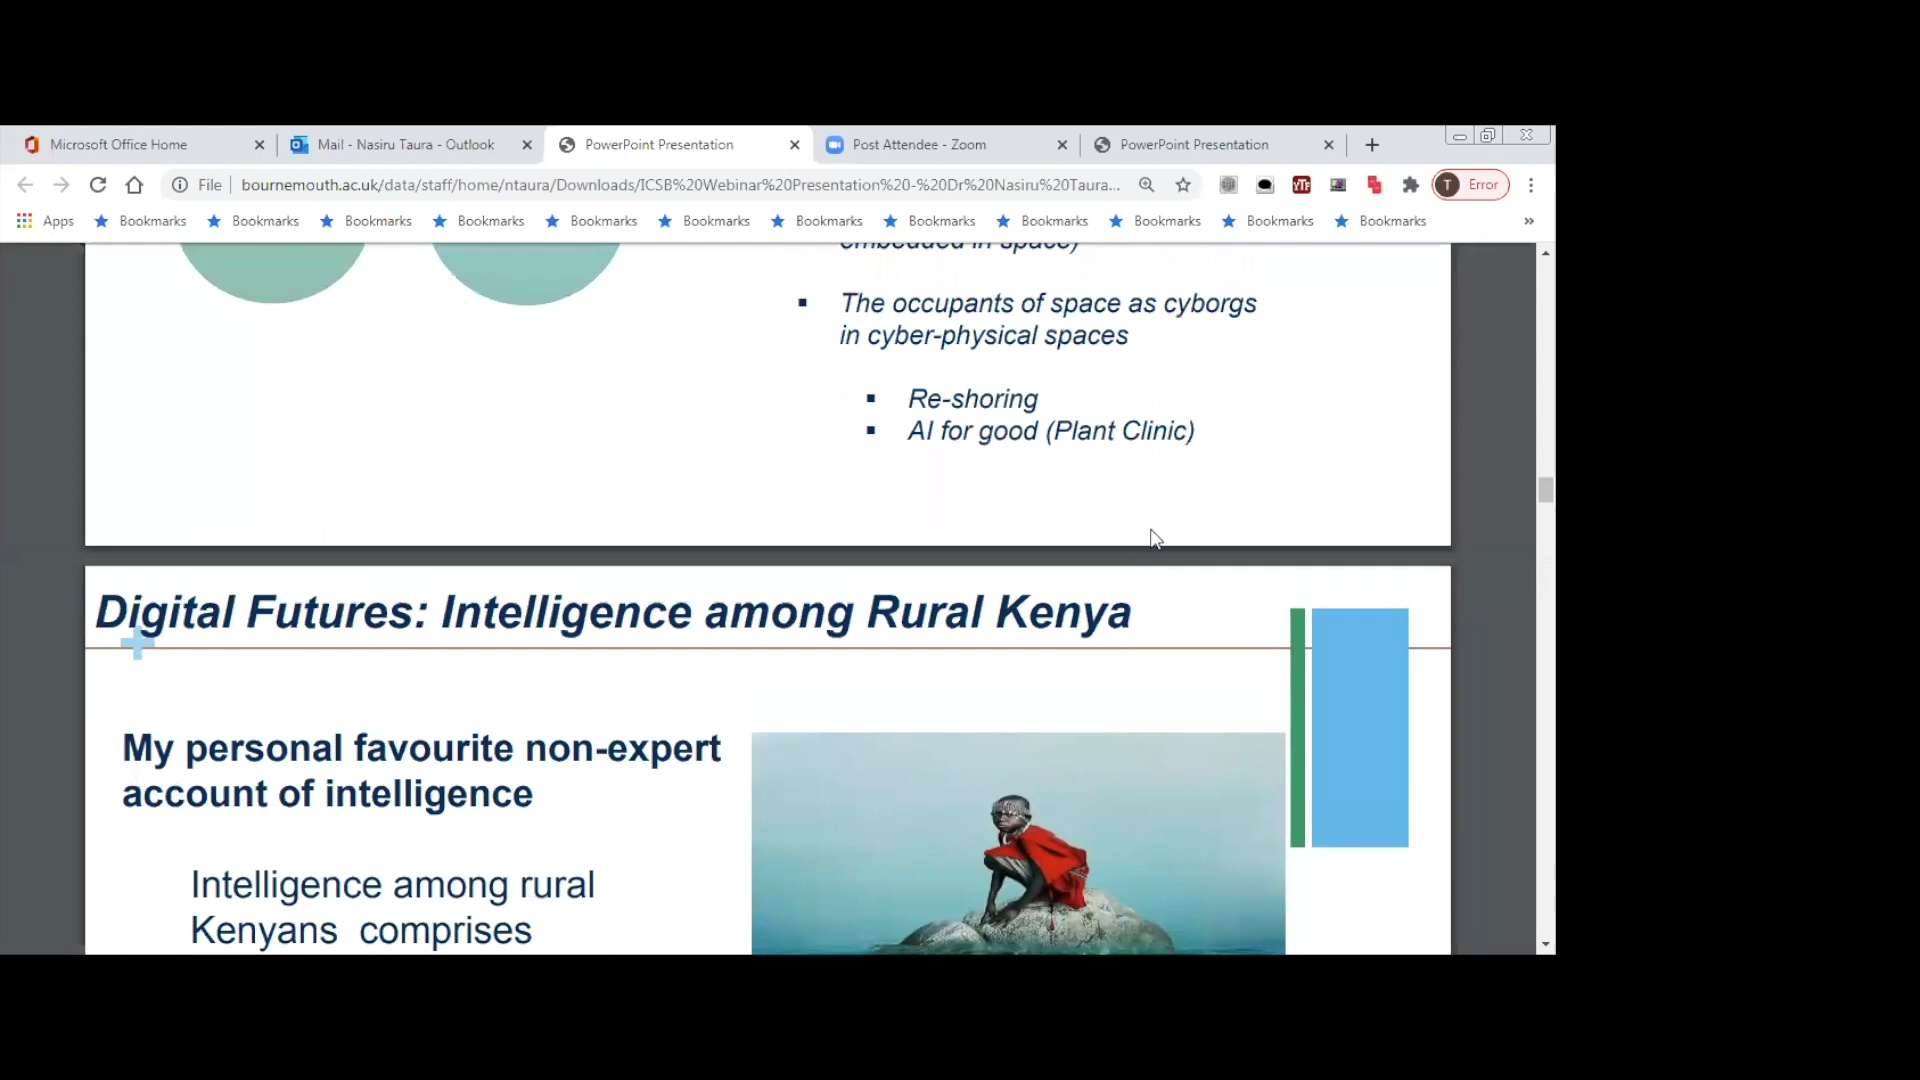 Microsoft Office Home
Mail - Nasiru Taura - Outlook
PowerPoint Presentation
Post Attendee - Zoom
PowerPoint Presentation
File
bournemouth.ac.uk/data/staff/home/ntaura/Downloads/ICSB%20Webinar%20Presentation%20-%20Dr%20Nasiru%20Taura...
YTF
T Error
Apps Bookmarks Bookmarks Bookmarks Bookmarks Bookmarks Bookmarks Bookmarks Bookmarks Bookmarks Bookmarks Bookmarks Bookmarks »
embedded in space)
▪ The occupants of space as cyborgs
in cyber-physical spaces
▪ Re-shoring
▪ AI for good (Plant Clinic)
Digital Futures: Intelligence among Rural Kenya
My personal favourite non-expert
account of intelligence
Intelligence among rural
Kenyans comprises